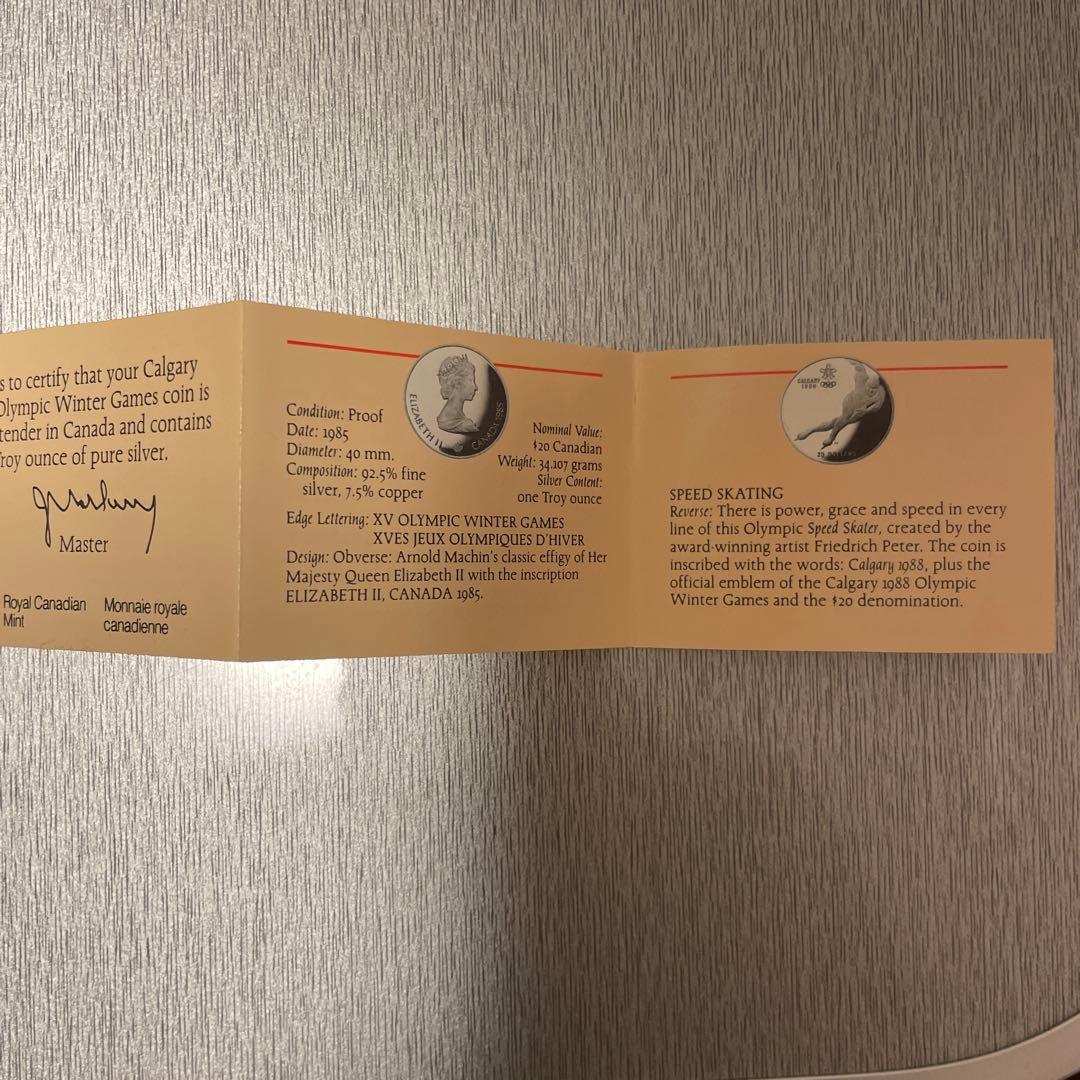 s to certify that your Calgary
Olympic Winter Games coin is
tender in Canada and contains
Troy ounce of pure silver.
Master
Royal Canadian
Mint
Monnaie royale
canadienne
ELIZABETH II
CANADA 1985
Condition: Proof
Date: 1985
Diameter: 40 mm.
Composition: 92.5% fine
silver, 7.5% copper
Nominal Value:
$20 Canadian
Weight: 34.107 grams
Silver Content:
one Troy ounce
Edge Lettering: XV OLYMPIC WINTER GAMES
XVES JEUX OLYMPIQUES D'HIVER
Design: Obverse: Arnold Machin's classic effigy of Her
Majesty Queen Elizabeth II with the inscription
ELIZABETH II, CANADA 1985.
CALGARY
1988
20 DOLLARS
SPEED SKATING
Reverse: There is power, grace and speed in every
line of this Olympic Speed Skater, created by the
award-winning artist Friedrich Peter. The coin is
inscribed with the words: Calgary 1988, plus the
official emblem of the Calgary 1988 Olympic
Winter Games and the $20 denomination.